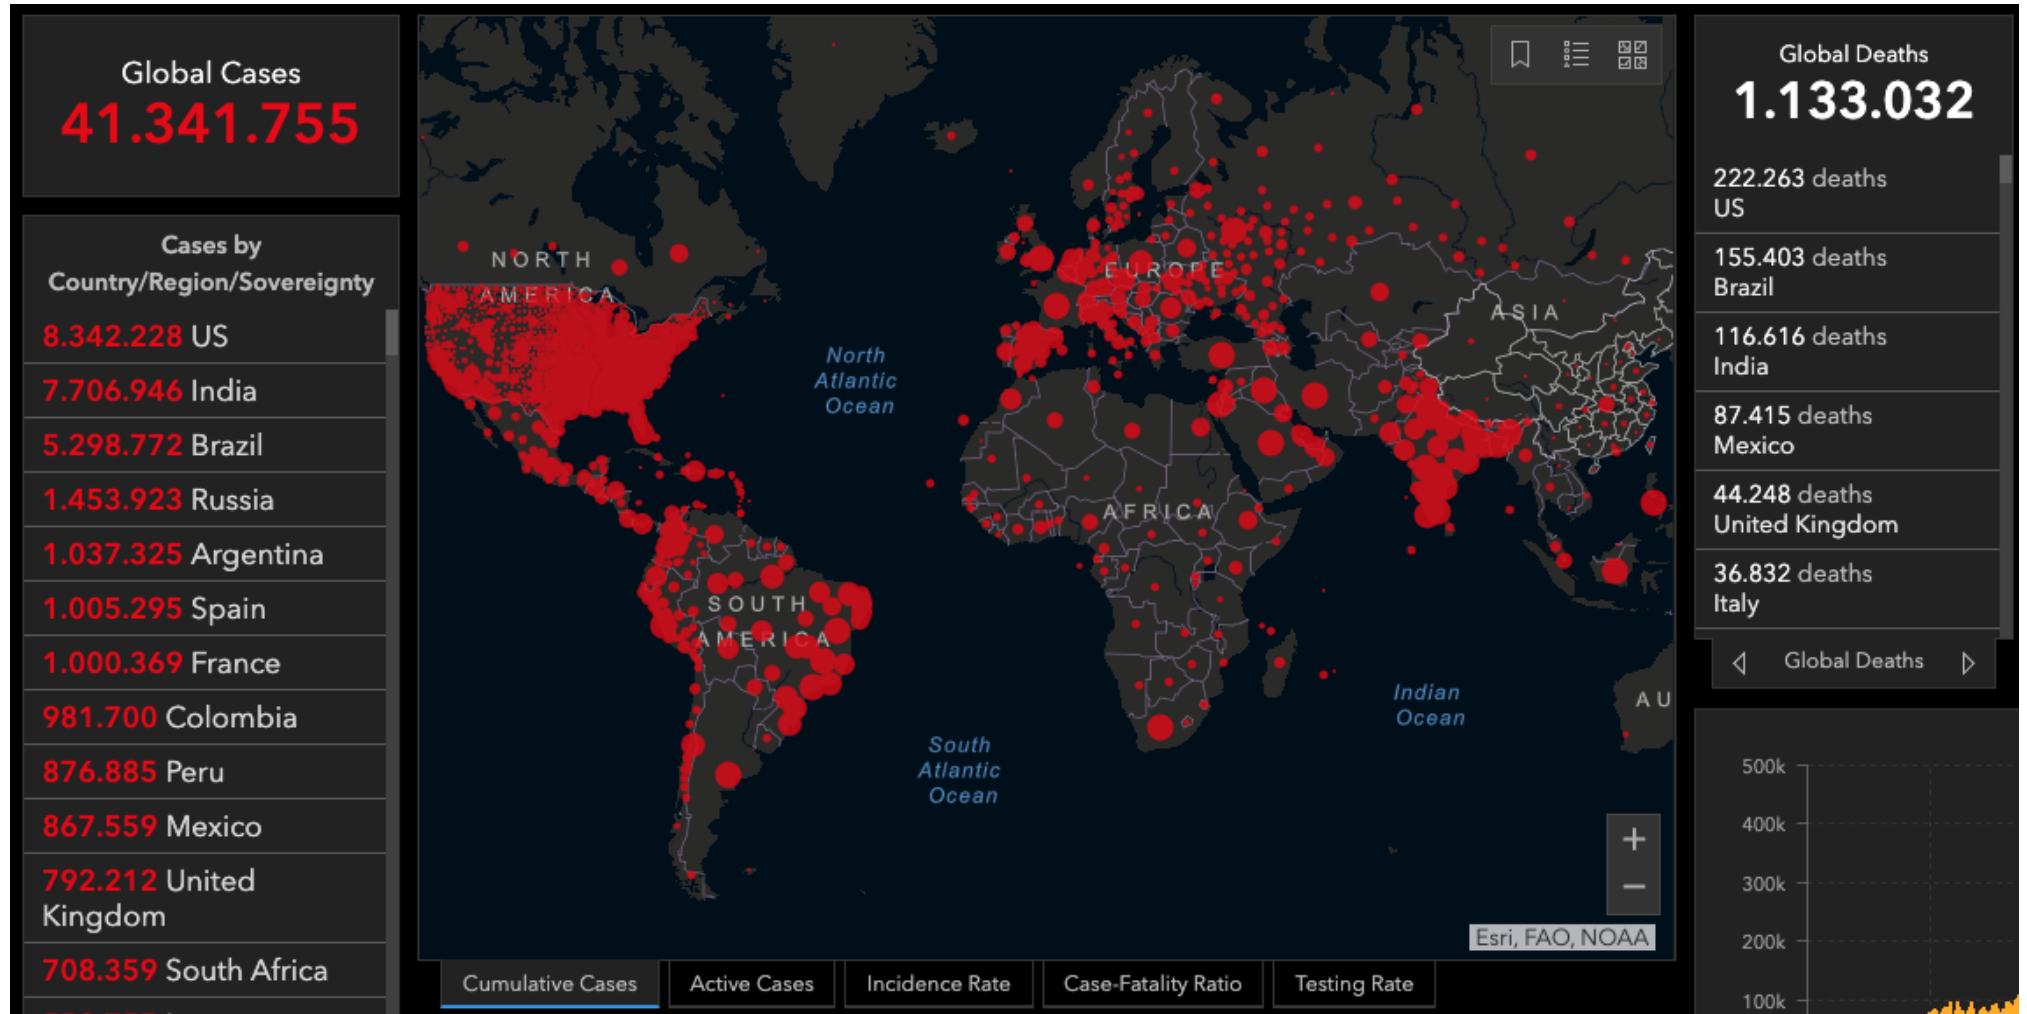 Global Cases
41.341.755
Cases by
Country/Region/Sovereignty
8.342.228 US
7.706.946 India
5.298.772 Brazil
1.453.923 Russia
1.037.325 Argentina
1.005.295 Spain
1.000.369 France
981.700 Colombia
876.885 Peru
867.559 Mexico
792.212 United
Kingdom
708.359 South Africa
NORTH
AMERICA
North
Atlantic
Ocean
EUROPE
ASIA
AFRICA
SOUTH
AMERICA
South
Atlantic
Ocean
Indian
Ocean
AU
+
−
Esri, FAO, NOAA
Cumulative Cases
Active Cases
Incidence Rate
Case-Fatality Ratio
Testing Rate
Global Deaths
1.133.032
222.263 deaths
US
155.403 deaths
Brazil
116.616 deaths
India
87.415 deaths
Mexico
44.248 deaths
United Kingdom
36.832 deaths
Italy
Global Deaths
500k
400k
300k
200k
100k